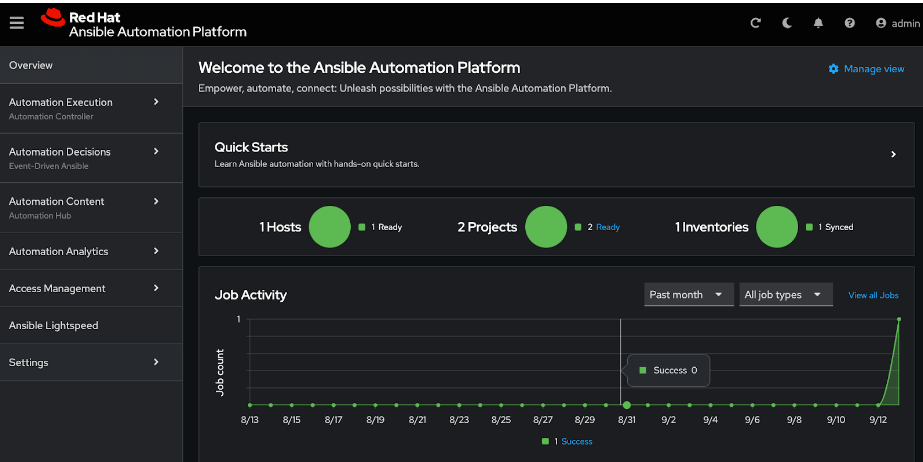 Red Hat
Ansible Automation Platform
admin
Overview
Automation Execution
Automation Controller
Automation Decisions
Event-Driven Ansible
Automation Content
Automation Hub
Automation Analytics
Access Management
Ansible Lightspeed
Settings
Welcome to the Ansible Automation Platform
Manage view
Empower, automate, connect: Unleash possibilities with the Ansible Automation Platform.
Quick Starts
Learn Ansible automation with hands-on quick starts.
1 Hosts 1 Ready 2 Projects 2 Ready 1 Inventories 1 Synced
Job Activity Past month All job types View all Jobs
1
Job count
Success 0
8/13 8/15 8/17 8/19 8/21 8/23 8/25 8/27 8/29 8/31 9/2 9/4 9/6 9/8 9/10 9/12
1 Success